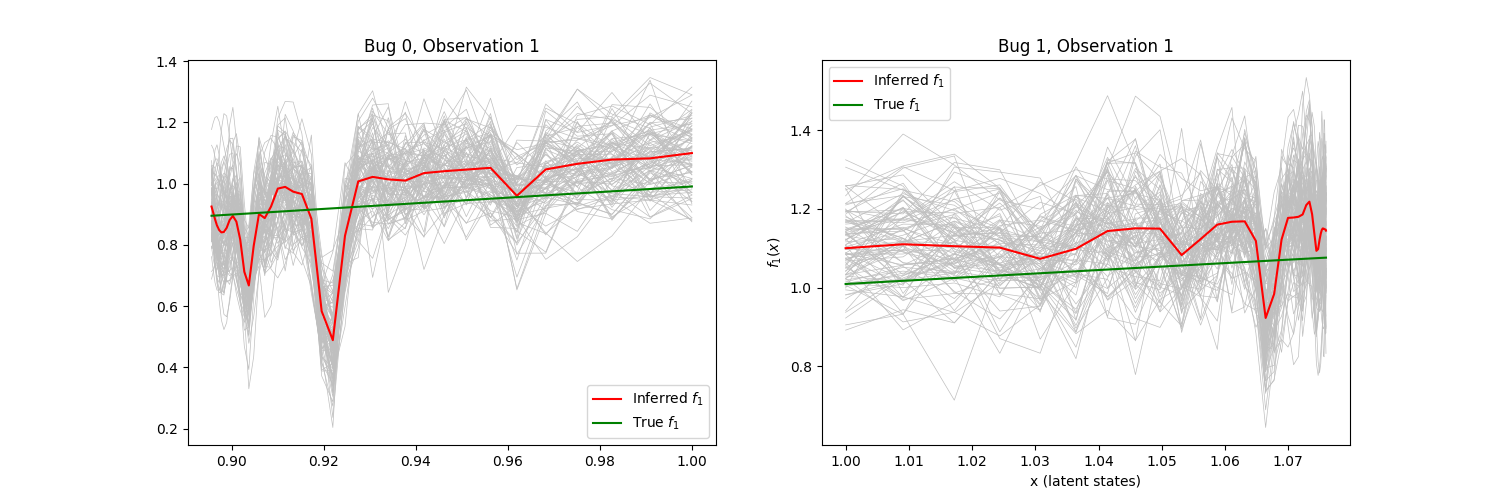 Bug 0, Observation 1
1.4
1.2
1.0
0.8
0.6
0.4
0.2
0.90 0.92 0.94 0.96 0.98 1.00
Inferred f₁
True f₁
Bug 1, Observation 1
Inferred f₁
True f₁
f₁(x)
1.4
1.2
1.0
0.8
1.00 1.01 1.02 1.03 1.04 1.05 1.06 1.07
x (latent states)